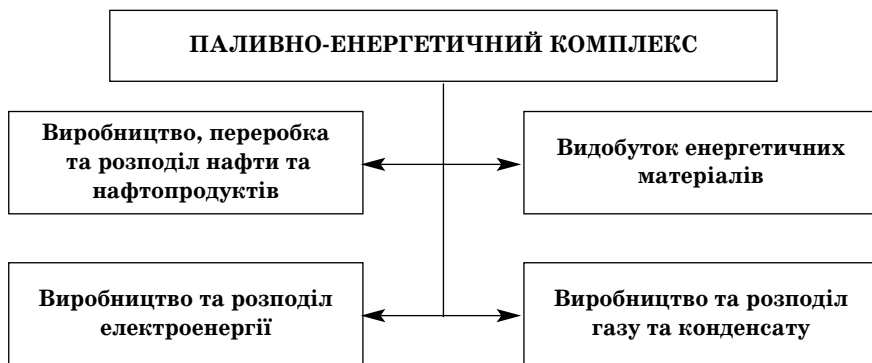 ПАЛИВНО-ЕНЕРГЕТИЧНИЙ КОМПЛЕКС
Виробництво, переробка
та розподіл нафти та
нафтопродуктів
Видобуток енергетичних
матеріалів
Виробництво та розподіл
електроенергії
Виробництво та розподіл
газу та конденсату